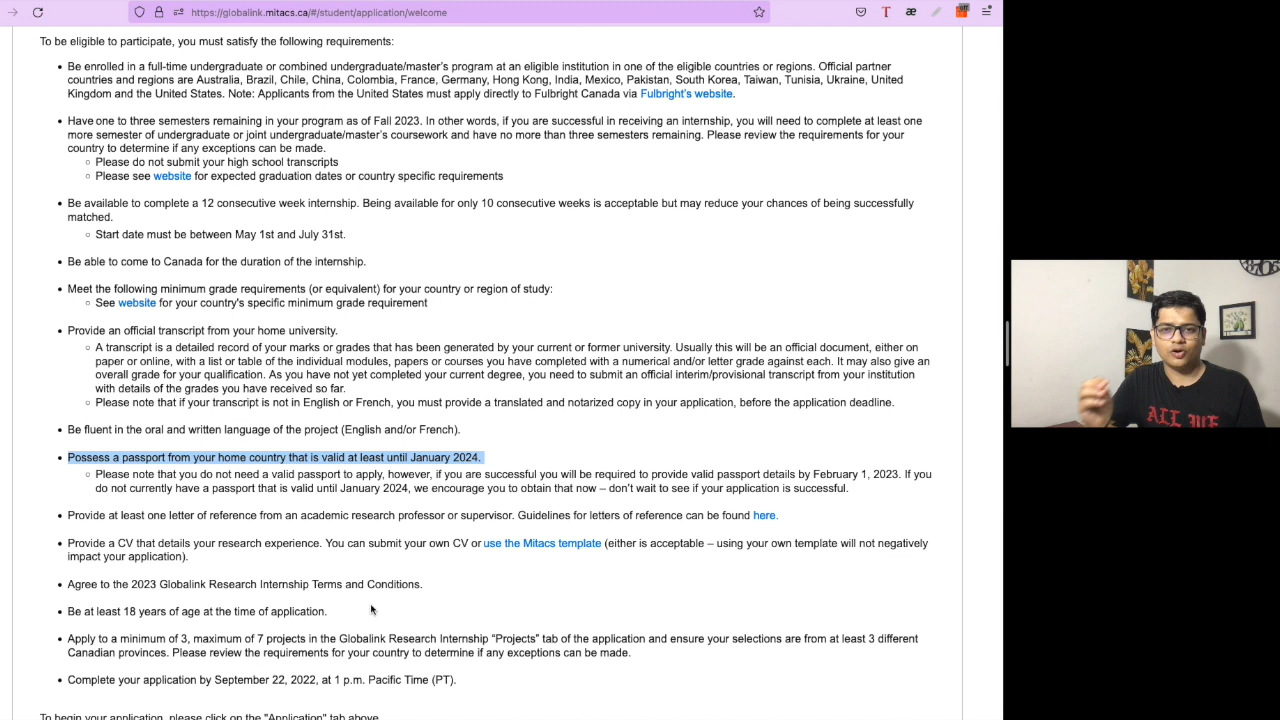 https://globalink.mitacs.ca/#/student/application/welcome
To be eligible to participate, you must satisfy the following requirements:
• Be enrolled in a full-time undergraduate or combined undergraduate/master's program at an eligible institution in one of the eligible countries or regions. Official partner
countries and regions are Australia, Brazil, Chile, China, Colombia, France, Germany, Hong Kong, India, Mexico, Pakistan, South Korea, Taiwan, Tunisia, Ukraine, United
Kingdom and the United States. Note: Applicants from the United States must apply directly to Fulbright Canada via Fulbright's website.
• Have one to three semesters remaining in your program as of Fall 2023. In other words, if you are successful in receiving an internship, you will need to complete at least one
more semester of undergraduate or joint undergraduate/master's coursework and have no more than three semesters remaining. Please review the requirements for your
country to determine if any exceptions can be made.
○ Please do not submit your high school transcripts
○ Please see website for expected graduation dates or country specific requirements
• Be available to complete a 12 consecutive week internship. Being available for only 10 consecutive weeks is acceptable but may reduce your chances of being successfully
matched.
○ Start date must be between May 1st and July 31st.
• Be able to come to Canada for the duration of the internship.
• Meet the following minimum grade requirements (or equivalent) for your country or region of study:
○ See website for your country's specific minimum grade requirement
• Provide an official transcript from your home university.
○ A transcript is a detailed record of your marks or grades that has been generated by your current or former university. Usually this will be an official document, either on
paper or online, with a list or table of the individual modules, papers or courses you have completed with a numerical and/or letter grade against each. It may also give an
overall grade for your qualification. As you have not yet completed your current degree, you need to submit an official interim/provisional transcript from your institution
with details of the grades you have received so far.
○ Please note that if your transcript is not in English or French, you must provide a translated and notarized copy in your application, before the application deadline.
• Be fluent in the oral and written language of the project (English and/or French).
• Possess a passport from your home country that is valid at least until January 2024.
○ Please note that you do not need a valid passport to apply, however, if you are successful you will be required to provide valid passport details by February 1, 2023. If you
do not currently have a passport that is valid until January 2024, we encourage you to obtain that now – don't wait to see if your application is successful.
• Provide at least one letter of reference from an academic research professor or supervisor. Guidelines for letters of reference can be found here.
• Provide a CV that details your research experience. You can submit your own CV or use the Mitacs template (either is acceptable – using your own template will not negatively
impact your application).
• Agree to the 2023 Globalink Research Internship Terms and Conditions.
• Be at least 18 years of age at the time of application.
• Apply to a minimum of 3, maximum of 7 projects in the Globalink Research Internship "Projects" tab of the application and ensure your selections are from at least 3 different
Canadian provinces. Please review the requirements for your country to determine if any exceptions can be made.
• Complete your application by September 22, 2022, at 1 p.m. Pacific Time (PT).
To begin your application, please click on the "Application" tab above.
ALL WE